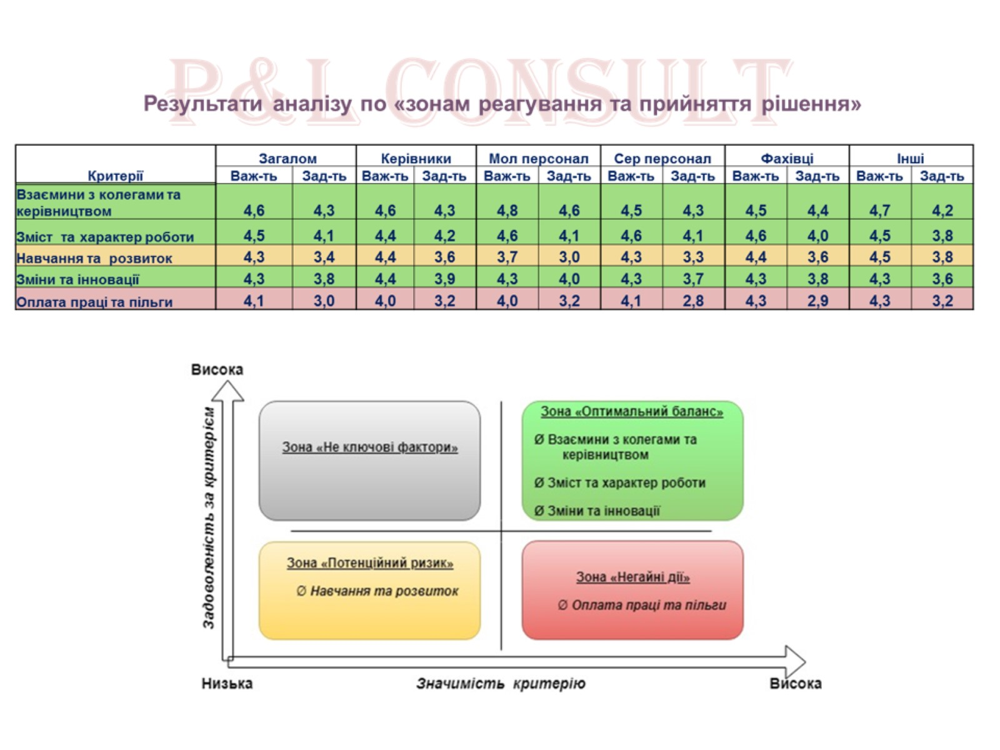 P&L CONSULT
Результати аналізу по «зонам реагування та прийняття рішення»
Критерії Загалом Керівники Мол персонал Сер персонал Фахівці Інші
Важ-ть Зад-ть Важ-ть Зад-ть Важ-ть Зад-ть Важ-ть Зад-ть Важ-ть Зад-ть Важ-ть Зад-ть
Взаємини з колегами та
керівництвом 4,6 4,3 4,6 4,3 4,8 4,6 4,5 4,3 4,5 4,4 4,7 4,2
Зміст та характер роботи 4,5 4,1 4,4 4,2 4,6 4,1 4,6 4,1 4,6 4,0 4,5 3,8
Навчання та розвиток 4,3 3,4 4,4 3,6 3,7 3,0 4,3 3,3 4,4 3,6 4,5 3,8
Зміни та інновації 4,3 3,8 4,4 3,9 4,3 4,0 4,3 3,7 4,3 3,8 4,3 3,6
Оплата праці та пільги 4,1 3,0 4,0 3,2 4,0 3,2 4,1 2,8 4,3 2,9 4,3 3,2
Висока
Задоволеність за критерієм
Зона «Не ключові фактори»
Зона «Оптимальний баланс»
Ø Взаємини з колегами та
керівництвом
Ø Зміст та характер роботи
Ø Зміни та інновації
Зона «Потенційний ризик»
Ø Навчання та розвиток
Зона «Негайні дії»
Ø Оплата праці та пільги
Низька Значимість критерію Висока